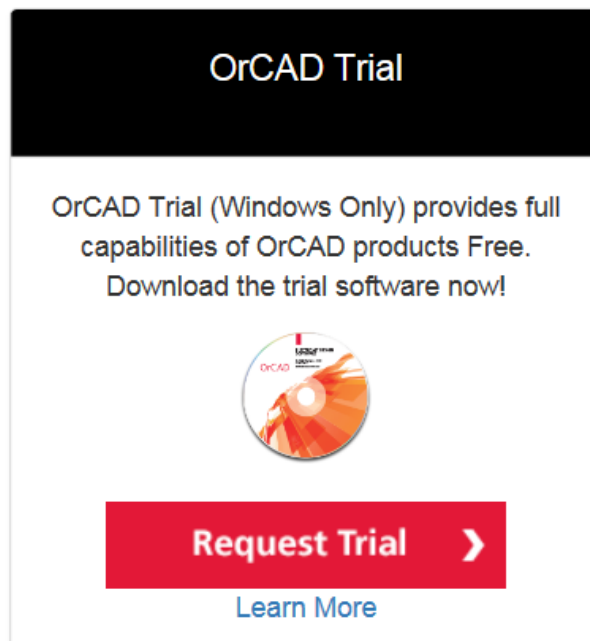 OrCAD Trial
OrCAD Trial (Windows Only) provides full
capabilities of OrCAD products Free.
Download the trial software now!
OrCAD
Request Trial
Learn More